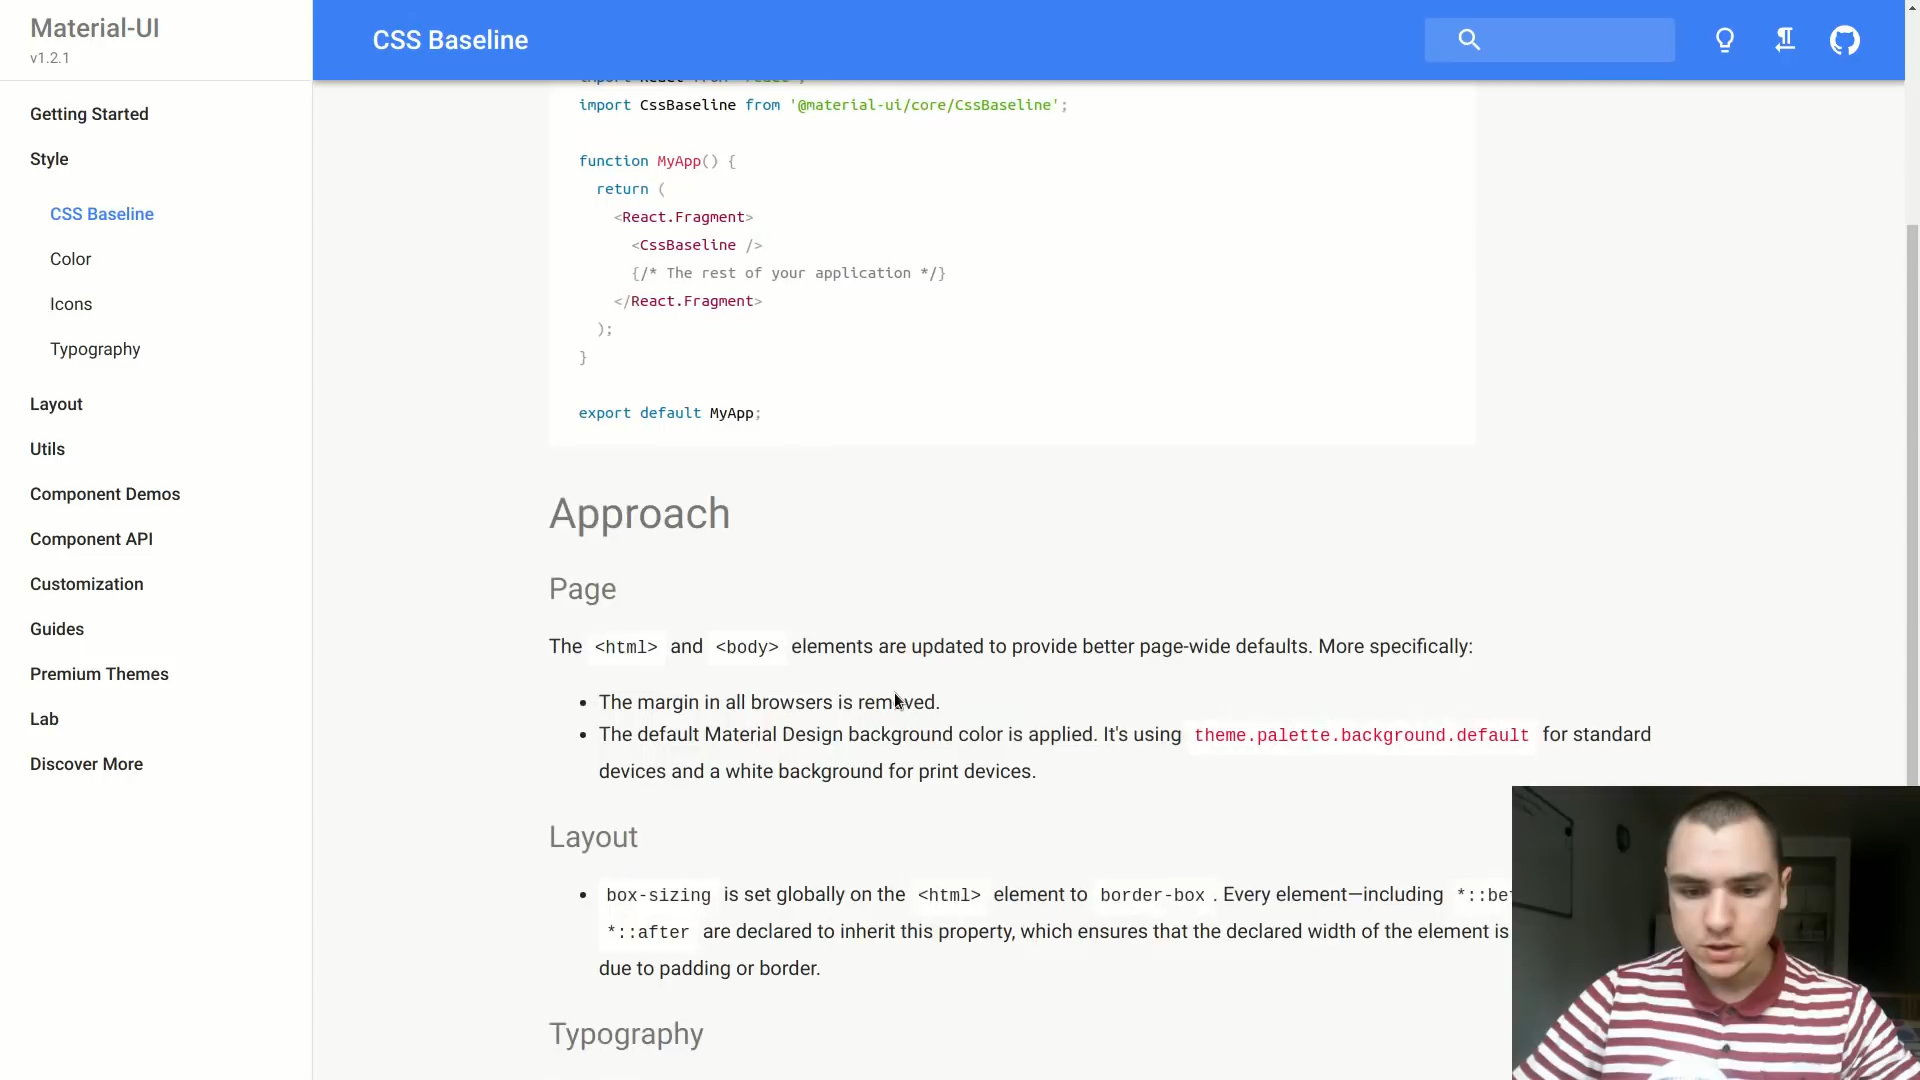 Material-UI
v1.2.1
Getting Started
Style
CSS Baseline
Color
Icons
Typography
Layout
Utils
Component Demos
Component API
Customization
Guides
Premium Themes
Lab
Discover More
CSS Baseline
import React from 'react';
import CssBaseline from '@material-ui/core/CssBaseline';
function MyApp() {
return (
<React.Fragment>
<CssBaseline />
{/* The rest of your application */}
</React.Fragment>
);
}
export default MyApp;
Approach
Page
The <html> and <body> elements are updated to provide better page-wide defaults. More specifically:
• The margin in all browsers is removed.
• The default Material Design background color is applied. It's using theme.palette.background.default for standard
devices and a white background for print devices.
Layout
• box-sizing is set globally on the <html> element to border-box . Every element—including *::be
*::after are declared to inherit this property, which ensures that the declared width of the element is
due to padding or border.
Typography